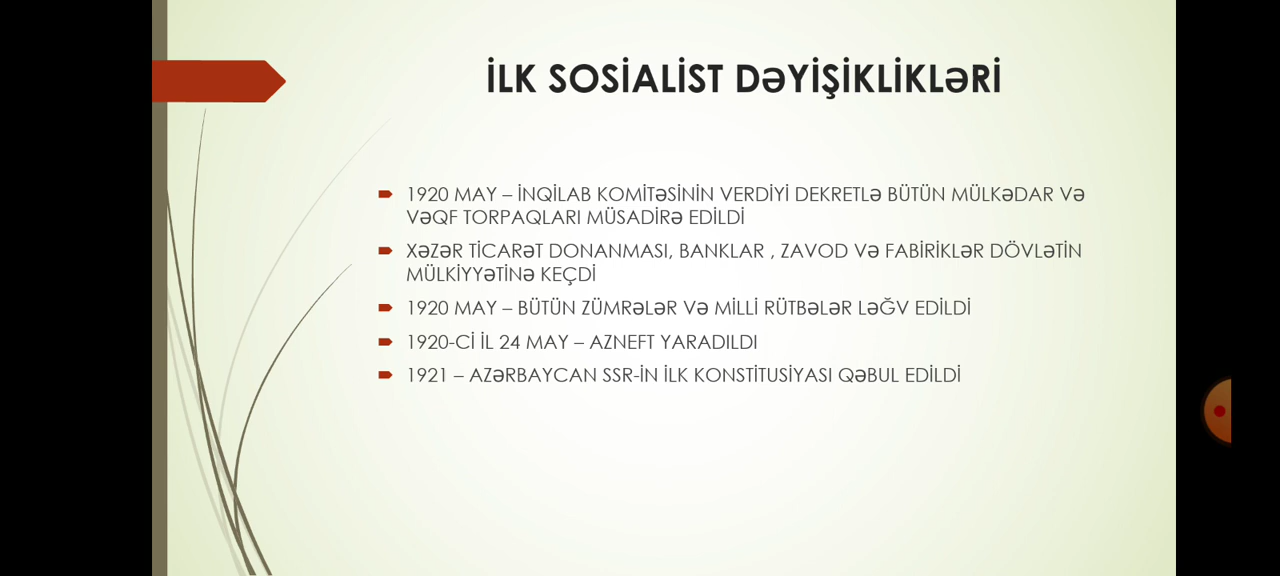 İLK SOSİALİST DƏYİŞİKLİKLƏRİ
1920 MAY – İNQİLAB KOMİTƏSİNİN VERDİYİ DEKRETLƏ BÜTÜN MÜLKƏDAR VƏ
VƏQF TORPAQLARI MÜSADİRƏ EDİLDİ
XƏZƏR TİCARƏT DONANMASI, BANKLAR , ZAVOD VƏ FABİRİKLƏR DÖVLƏTİN
MÜLKİYYƏTİNƏ KEÇDİ
1920 MAY – BÜTÜN ZÜMRƏLƏR VƏ MİLLİ RÜTBƏLƏR LƏĞV EDİLDİ
1920-Cİ İL 24 MAY – AZNEFT YARADILDI
1921 – AZƏRBAYCAN SSR-İN İLK KONSTİTUSİYASI QƏBUL EDİLDİ